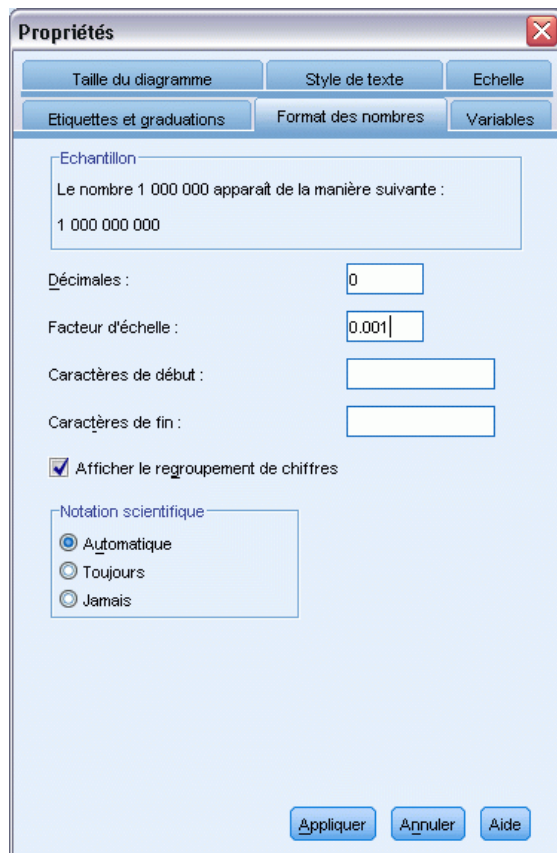 Propriétés
Taille du diagramme Style de texte Echelle
Etiquettes et graduations Format des nombres Variables
Echantillon
Le nombre 1 000 000 apparaît de la manière suivante :
1 000 000 000
Décimales : 0
Facteur d'échelle : 0.001
Caractères de début :
Caractères de fin :
Afficher le regroupement de chiffres
Notation scientifique
Automatique
Toujours
Jamais
Appliquer Annuler Aide